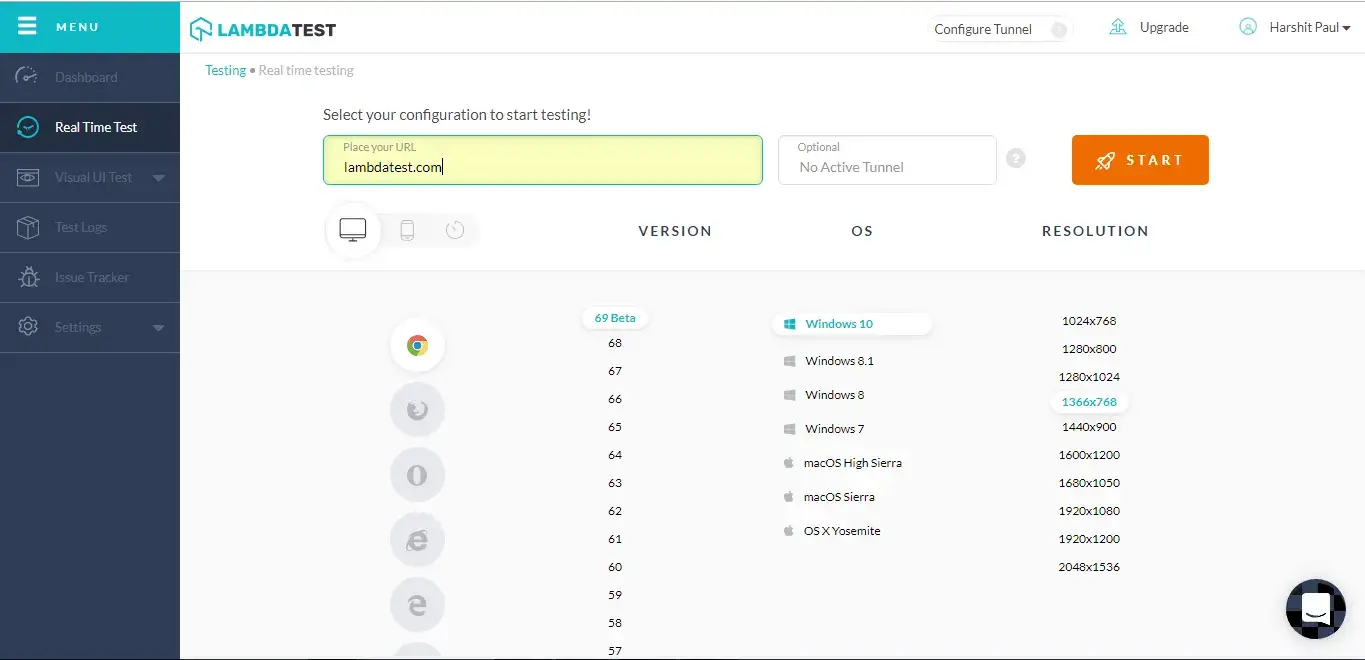 MENU
LAMBDATEST
Configure Tunnel
Upgrade
Harshit Paul
Dashboard
Real Time Test
Visual UI Test
Test Logs
Issue Tracker
Settings
Testing • Real time testing
Select your configuration to start testing!
Place your URL
lambdatest.com
Optional
No Active Tunnel
?
START
VERSION
OS
RESOLUTION
69 Beta
68
67
66
65
64
63
62
61
60
59
58
57
Windows 10
Windows 8.1
Windows 8
Windows 7
macOS High Sierra
macOS Sierra
OS X Yosemite
1024x768
1280x800
1280x1024
1366x768
1440x900
1600x1200
1680x1050
1920x1080
1920x1200
2048x1536